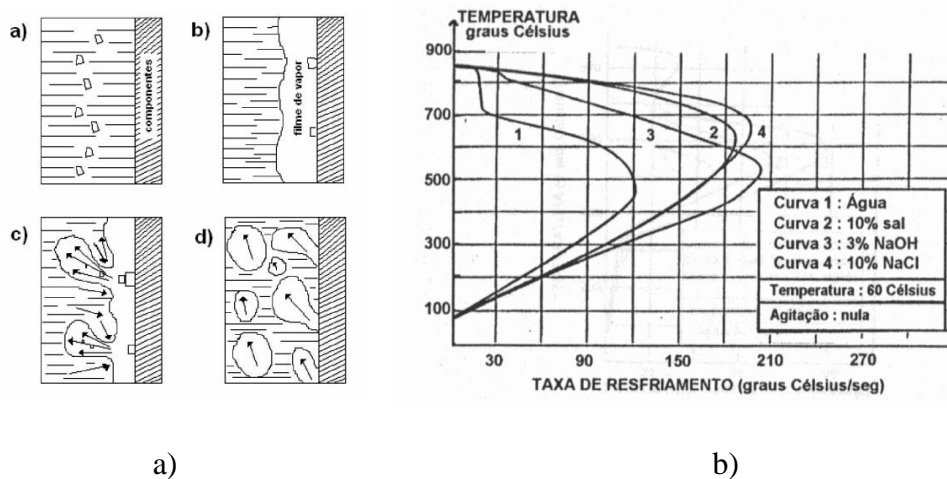 a)
componentes
b)
filme de vapor
c)
d)
TEMPERATURA
graus Célsius
900
700
500
300
100
1
3
2
4
Curva 1 : Água
Curva 2 : 10% sal
Curva 3 : 3% NaOH
Curva 4 : 10% NaCl
Temperatura : 60 Célsius
Agitação : nula
30
90
150
210
270
TAXA DE RESFRIAMENTO (graus Célsius/seg)
a)
b)